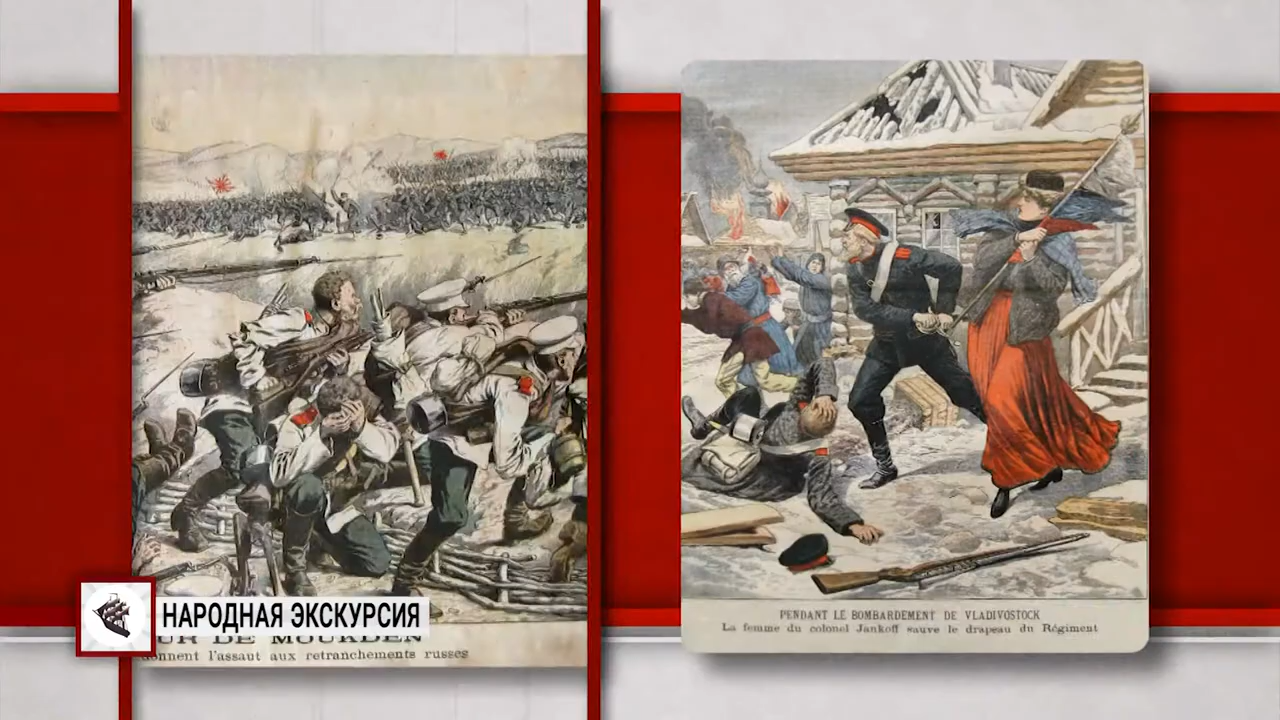 НАРОДНАЯ ЭКСКУРСИЯ
UR DE MOUKDEN
donnent l'assaut aux retranchements russes
PENDANT LE BOMBARDEMENT DE VLADIVOSTOCK
La femme du colonel Jankoff sauve le drapeau du Régiment